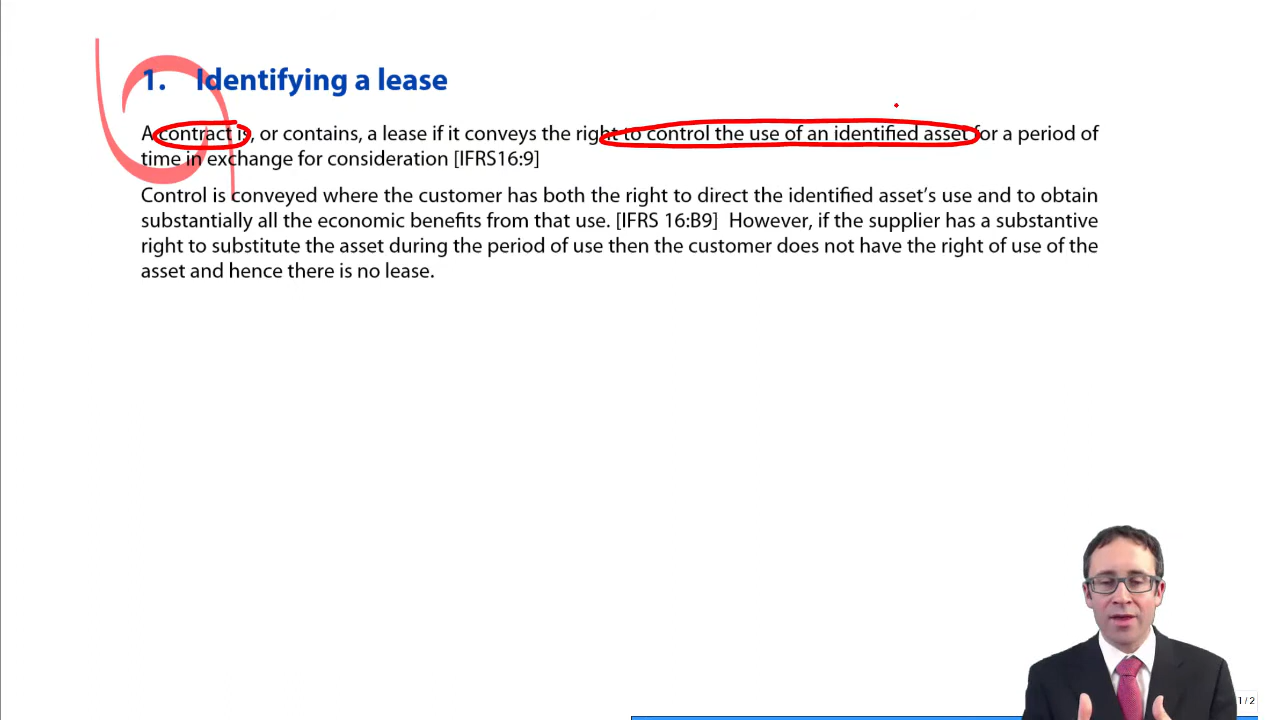 1. Identifying a lease
A contract is, or contains, a lease if it conveys the right to control the use of an identified asset for a period of
time in exchange for consideration [IFRS16:9]
Control is conveyed where the customer has both the right to direct the identified asset's use and to obtain
substantially all the economic benefits from that use. [IFRS 16:B9] However, if the supplier has a substantive
right to substitute the asset during the period of use then the customer does not have the right of use of the
asset and hence there is no lease.
1 / 2